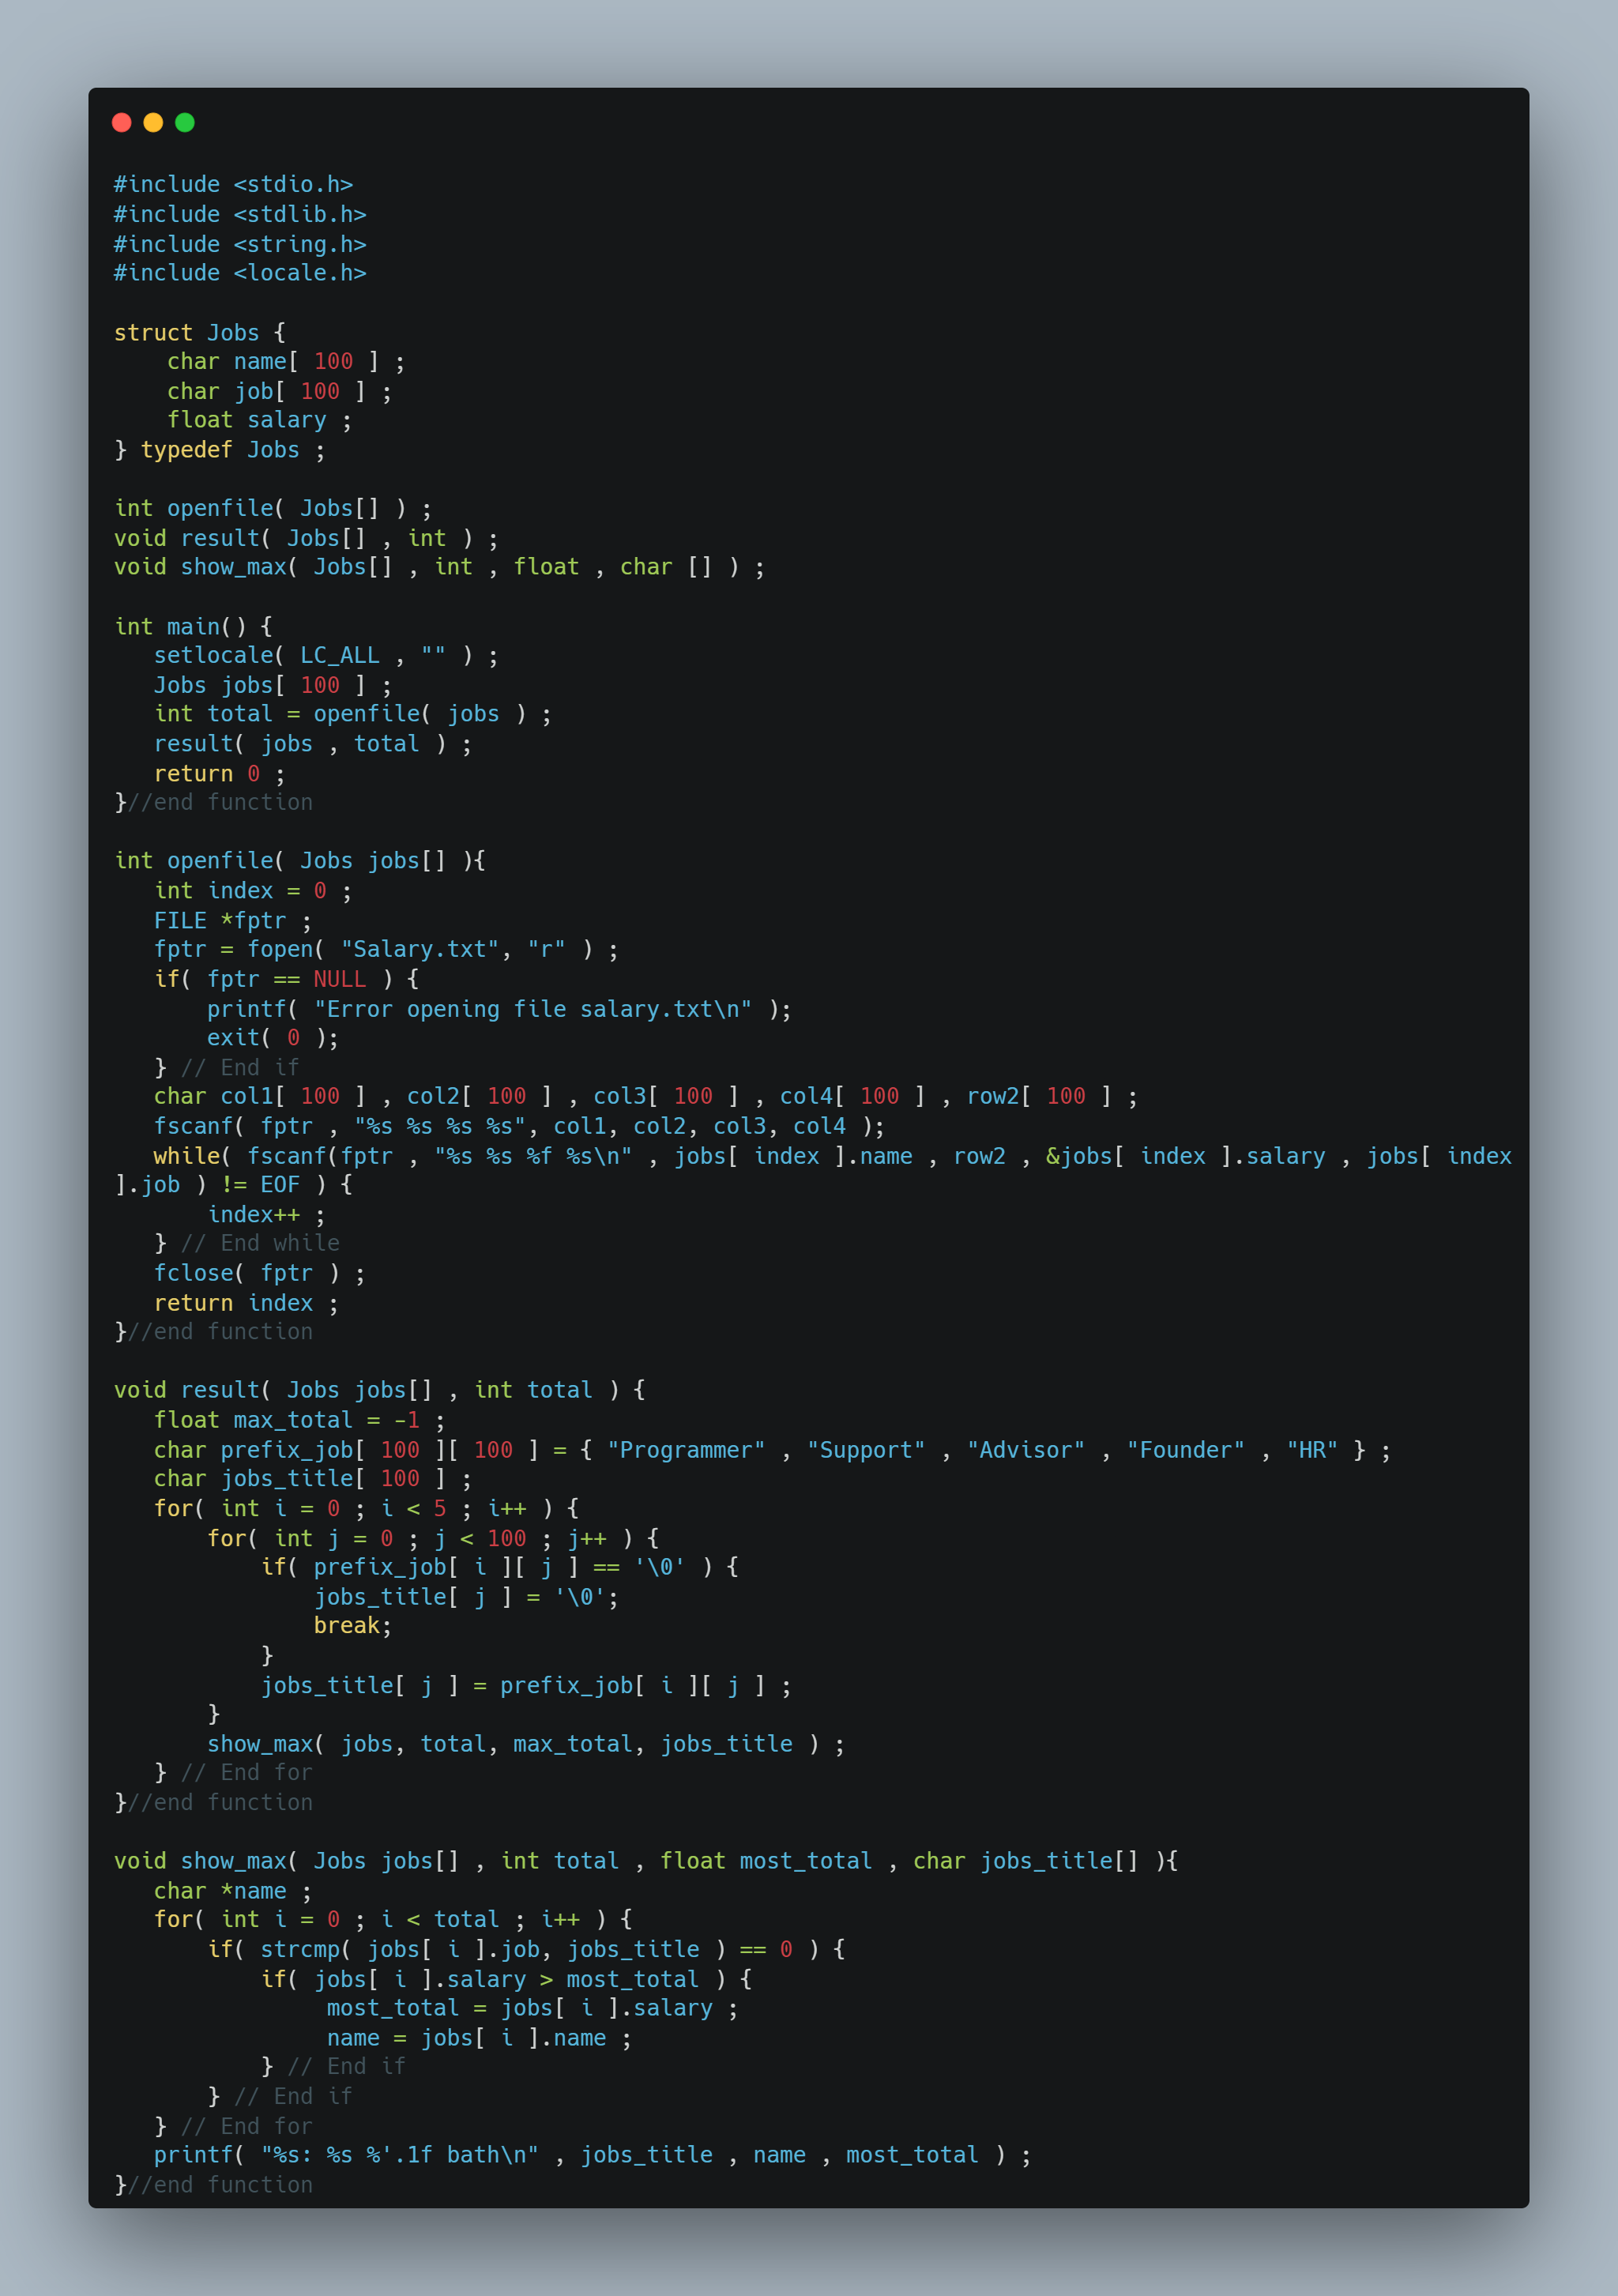 #include <stdio.h>
#include <stdlib.h>
#include <string.h>
#include <locale.h>

struct Jobs {
    char name[ 100 ] ;
    char job[ 100 ] ;
    float salary ;
} typedef Jobs ;

int openfile( Jobs[] ) ;
void result( Jobs[] , int ) ;
void show_max( Jobs[] , int , float , char [] ) ;

int main() {
   setlocale( LC_ALL , "" ) ;
   Jobs jobs[ 100 ] ;
   int total = openfile( jobs ) ;
   result( jobs , total ) ;
   return 0 ;
}//end function

int openfile( Jobs jobs[] ){
   int index = 0 ;
   FILE *fptr ;
   fptr = fopen( "Salary.txt", "r" ) ;
   if( fptr == NULL ) {
       printf( "Error opening file salary.txt\n" );
       exit( 0 );
   } // End if
   char col1[ 100 ] , col2[ 100 ] , col3[ 100 ] , col4[ 100 ] , row2[ 100 ] ;
   fscanf( fptr , "%s %s %s %s", col1, col2, col3, col4 );
   while( fscanf(fptr , "%s %s %f %s\n" , jobs[ index ].name , row2 , &jobs[ index ].salary , jobs[ index
].job ) != EOF ) {
       index++ ;
   } // End while
   fclose( fptr ) ;
   return index ;
}//end function

void result( Jobs jobs[] , int total ) {
   float max_total = -1 ;
   char prefix_job[ 100 ][ 100 ] = { "Programmer" , "Support" , "Advisor" , "Founder" , "HR" } ;
   char jobs_title[ 100 ] ;
   for( int i = 0 ; i < 5 ; i++ ) {
       for( int j = 0 ; j < 100 ; j++ ) {
           if( prefix_job[ i ][ j ] == '\0' ) {
               jobs_title[ j ] = '\0';
               break;
           }
           jobs_title[ j ] = prefix_job[ i ][ j ] ;
       }
       show_max( jobs, total, max_total, jobs_title ) ;
   } // End for
}//end function

void show_max( Jobs jobs[] , int total , float most_total , char jobs_title[] ){
   char *name ;
   for( int i = 0 ; i < total ; i++ ) {
       if( strcmp( jobs[ i ].job, jobs_title ) == 0 ) {
           if( jobs[ i ].salary > most_total ) {
                most_total = jobs[ i ].salary ;
                name = jobs[ i ].name ;
           } // End if
       } // End if
   } // End for
   printf( "%s: %s %'.1f bath\n" , jobs_title , name , most_total ) ;
}//end function